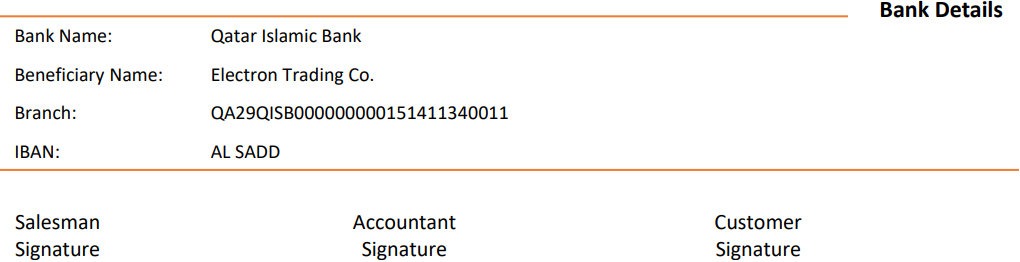 Bank Details
Bank Name: Qatar Islamic Bank
Beneficiary Name: Electron Trading Co.
Branch: QA29QISB000000000151411340011
IBAN: AL SADD
Salesman Accountant Customer
Signature Signature Signature